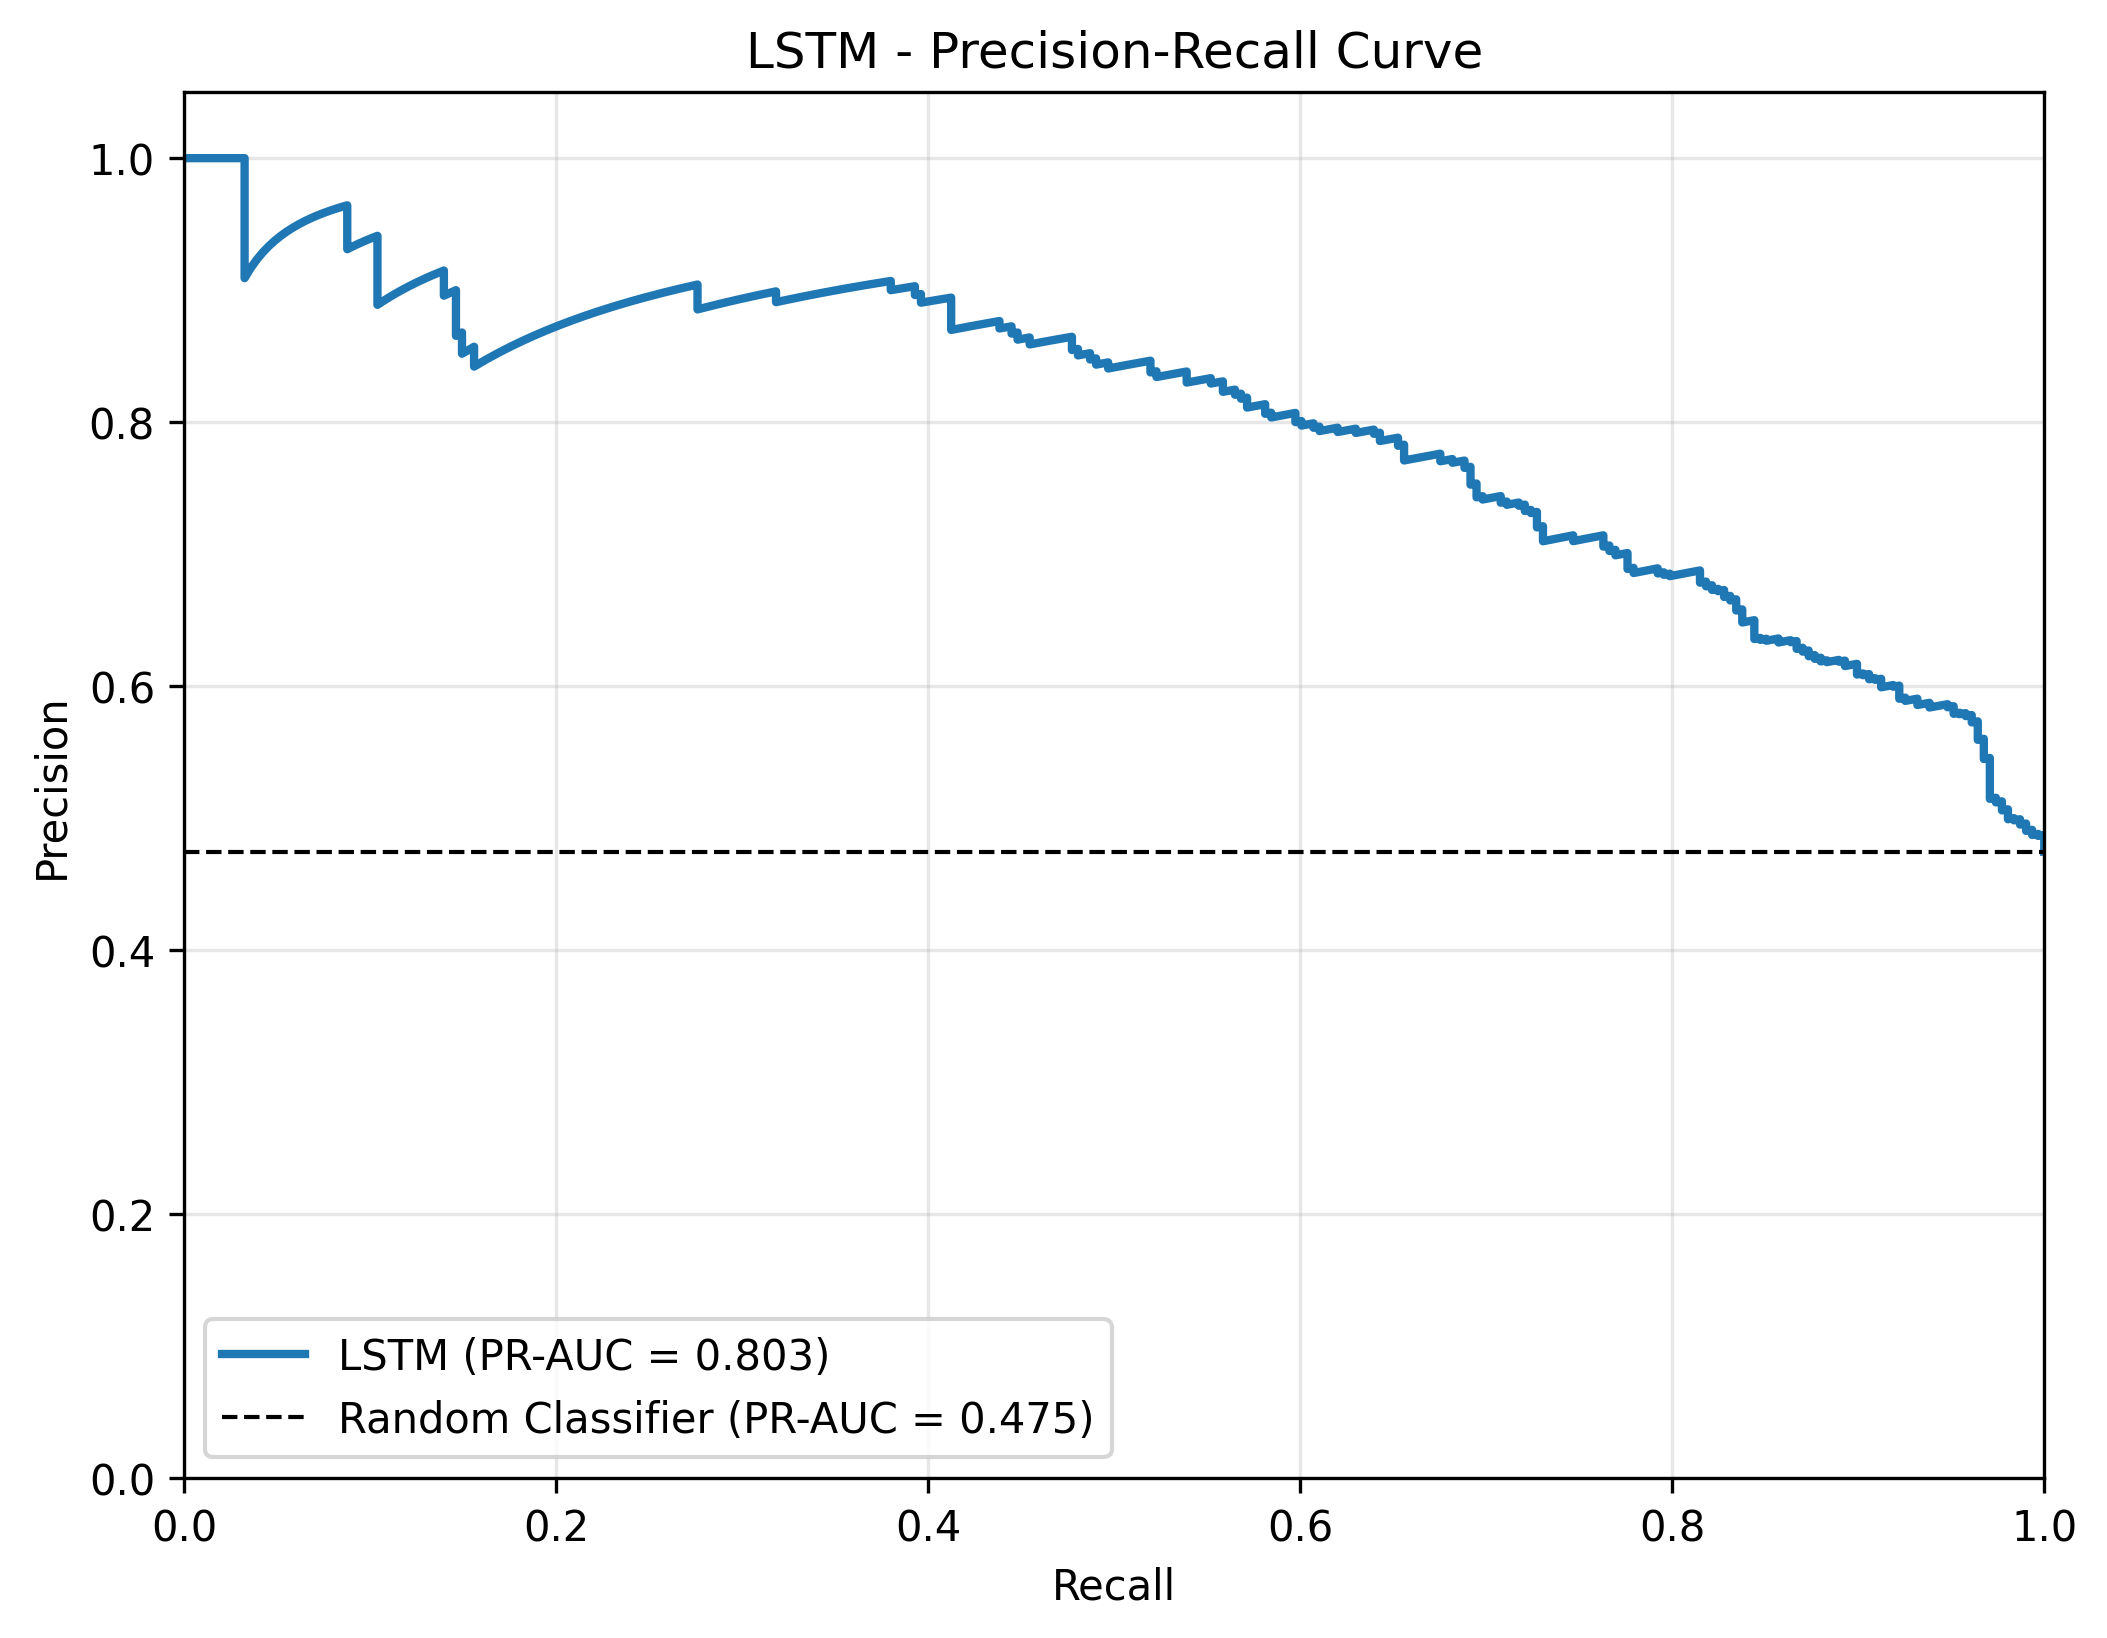 LSTM - Precision-Recall Curve
1.0
0.8
0.6
0.4
0.2
0.0
Precision
LSTM (PR-AUC = 0.803)
Random Classifier (PR-AUC = 0.475)
0.0 0.2 0.4 0.6 0.8 1.0
Recall